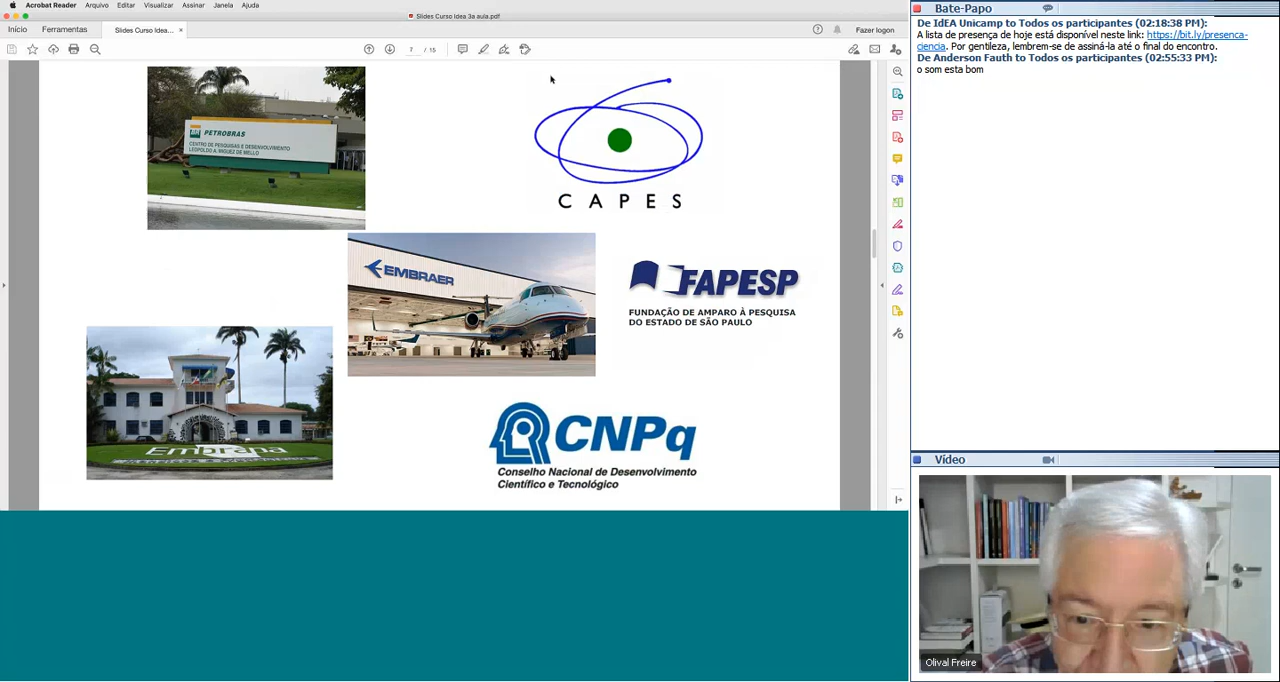 Acrobat Reader Arquivo Editar Visualizar Assinar Janela Ajuda
Slides Curso Idea 3a aula.pdf
Início Ferramentas Slides Curso Idea... × Fazer logon
7 / 15
PETROBRAS
CENTRO DE PESQUISAS E DESENVOLVIMENTO
LEOPOLDO A. MIGUEZ DE MELLO
CAPES
EMBRAER
FAPESP
FUNDAÇÃO DE AMPARO À PESQUISA
DO ESTADO DE SÃO PAULO
Embrapa
CNPq
Conselho Nacional de Desenvolvimento
Científico e Tecnológico
Bate-Papo
De IdEA Unicamp to Todos os participantes (02:18:38 PM):
A lista de presença de hoje está disponível neste link: https://bit.ly/presenca-
ciencia. Por gentileza, lembrem-se de assiná-la até o final do encontro.
De Anderson Fauth to Todos os participantes (02:55:33 PM):
o som esta bom
Vídeo
Olival Freire